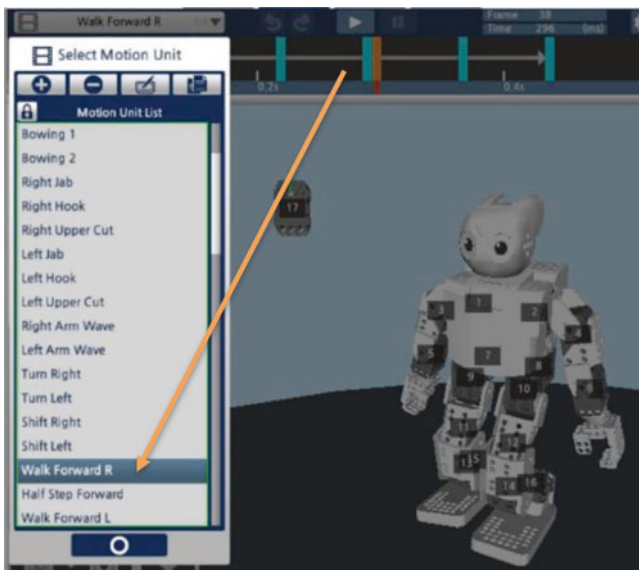 Walk Forward R
Frame 38
Time 296 (ms)
Select Motion Unit
0.2s 0.4s
Motion Unit List
Bowing 1
Bowing 2
Right Jab
Right Hook
Right Upper Cut
Left Jab
Left Hook
Left Upper Cut
Right Arm Wave
Left Arm Wave
Turn Right
Turn Left
Shift Right
Shift Left
Walk Forward R
Half Step Forward
Walk Forward L
17
1
3 2
4
5 7
8
9 6
10
11
12
13 15
14 16